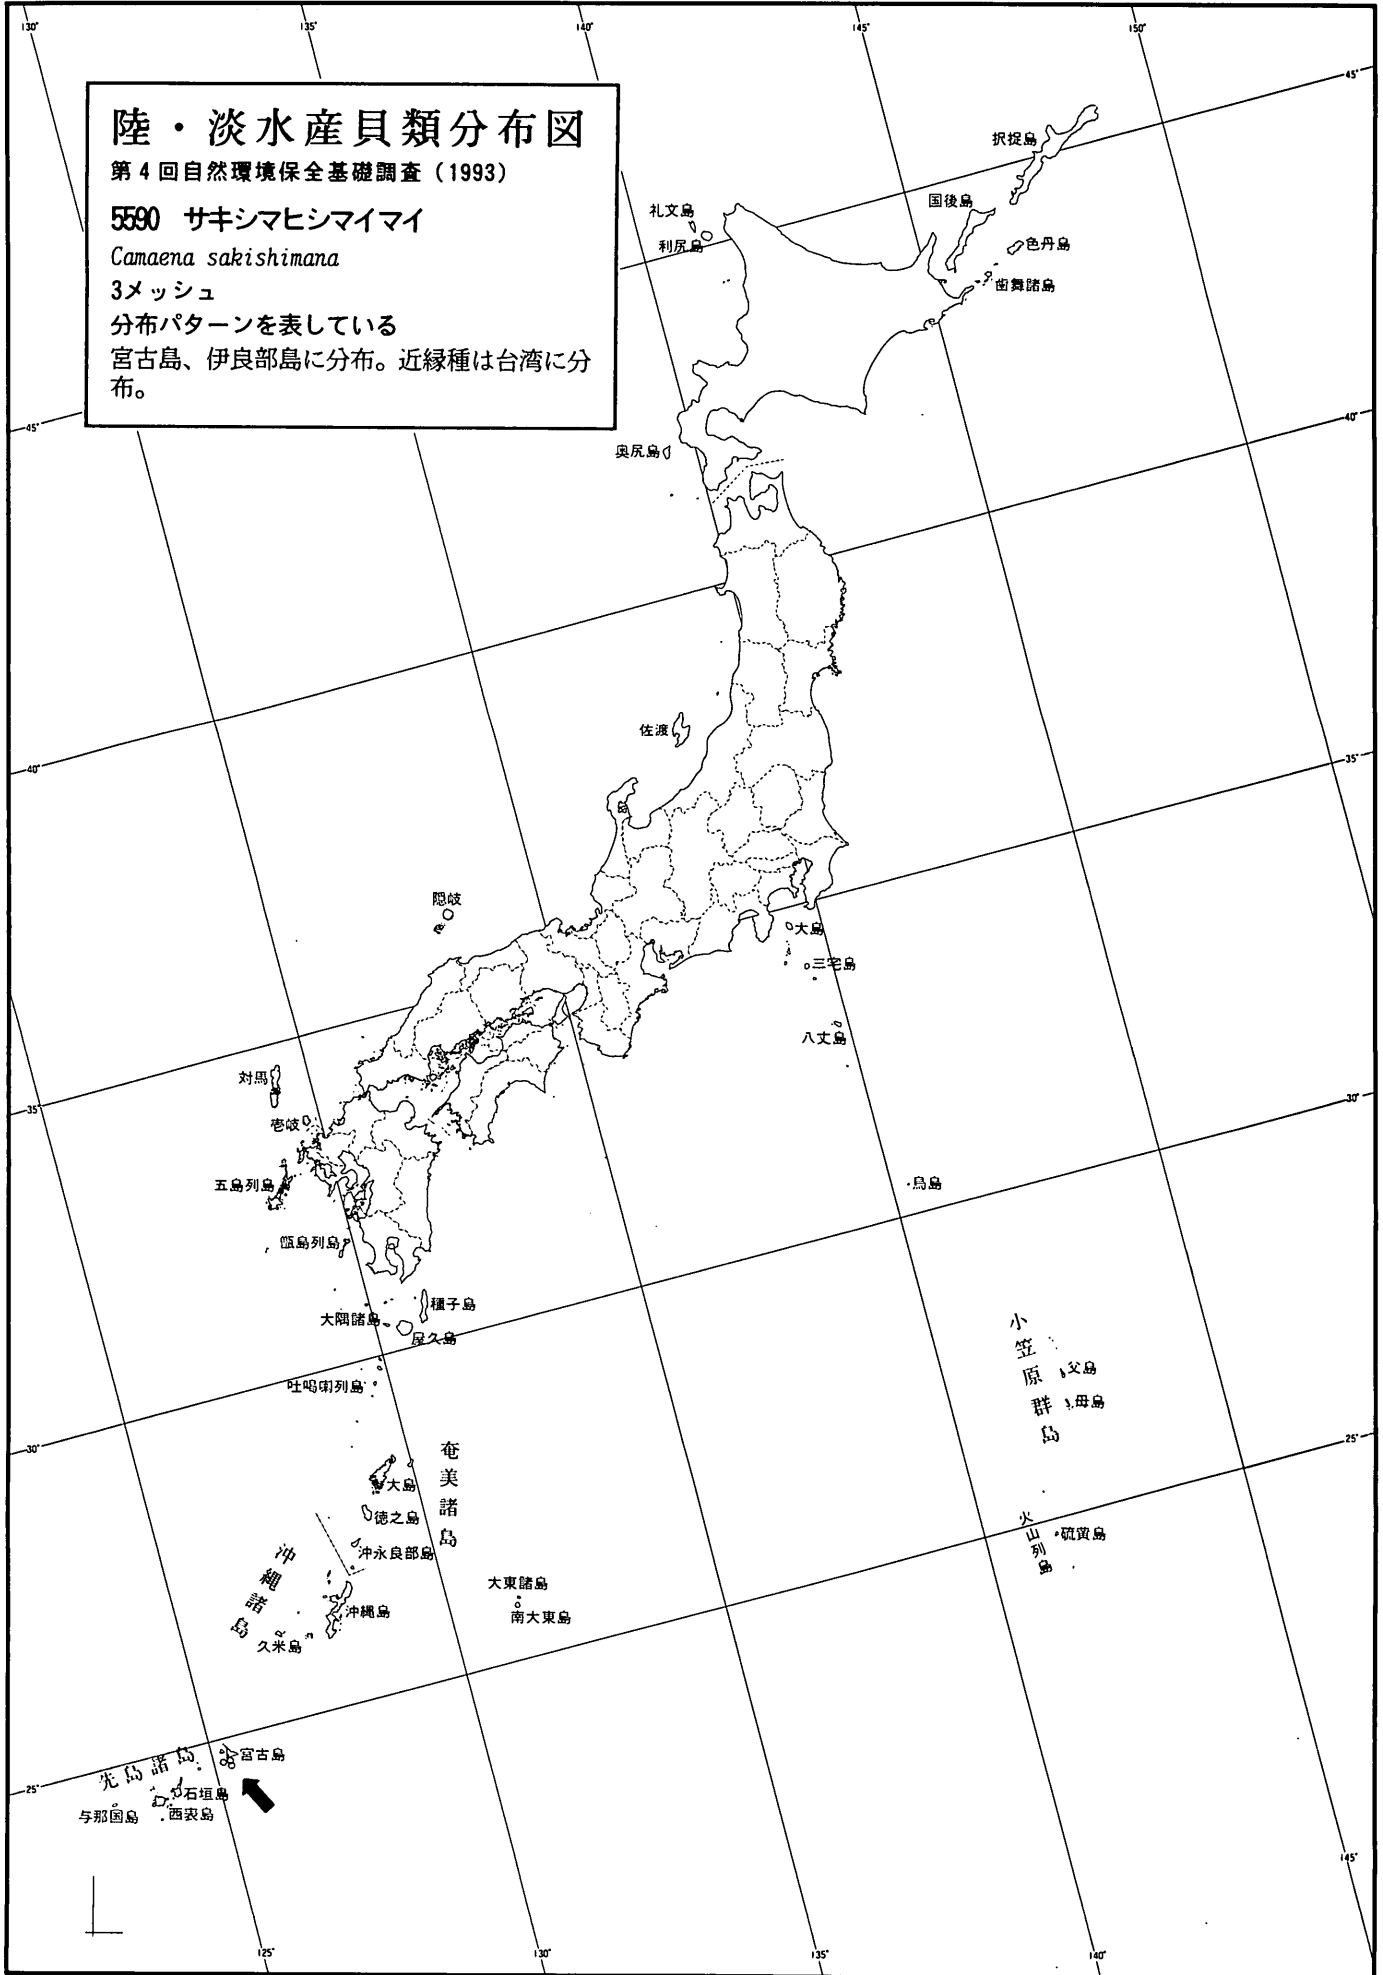 130°
135°
140°
145°
150°
陸・淡水産貝類分布図
第4回自然環境保全基礎調査（1993）
5590 サキシマヒシマイマイ
Camaena sakishimana
3メッシュ
分布パターンを表している
宮古島、伊良部島に分布。近縁種は台湾に分
布。
45°
択捉島
国後島
礼文島
利尻島
色丹島
歯舞諸島
45°
40°
奥尻島
佐渡
40°
35°
隠岐
大島
三宅島
八丈島
対馬
35°
壱岐
30°
五島列島
鳥島
甑島列島
種子島
大隅諸島
屋久島
小笠原群島
父島
吐噶喇列島
母島
25°
30°
奄美諸島
大島
徳之島
火山列島
硫黄島
沖永良部島
沖縄諸島
大東諸島
南大東島
沖縄島
久米島
先島諸島
宮古島
25°
石垣島
与那国島
西表島
145°
125°
130°
135°
140°